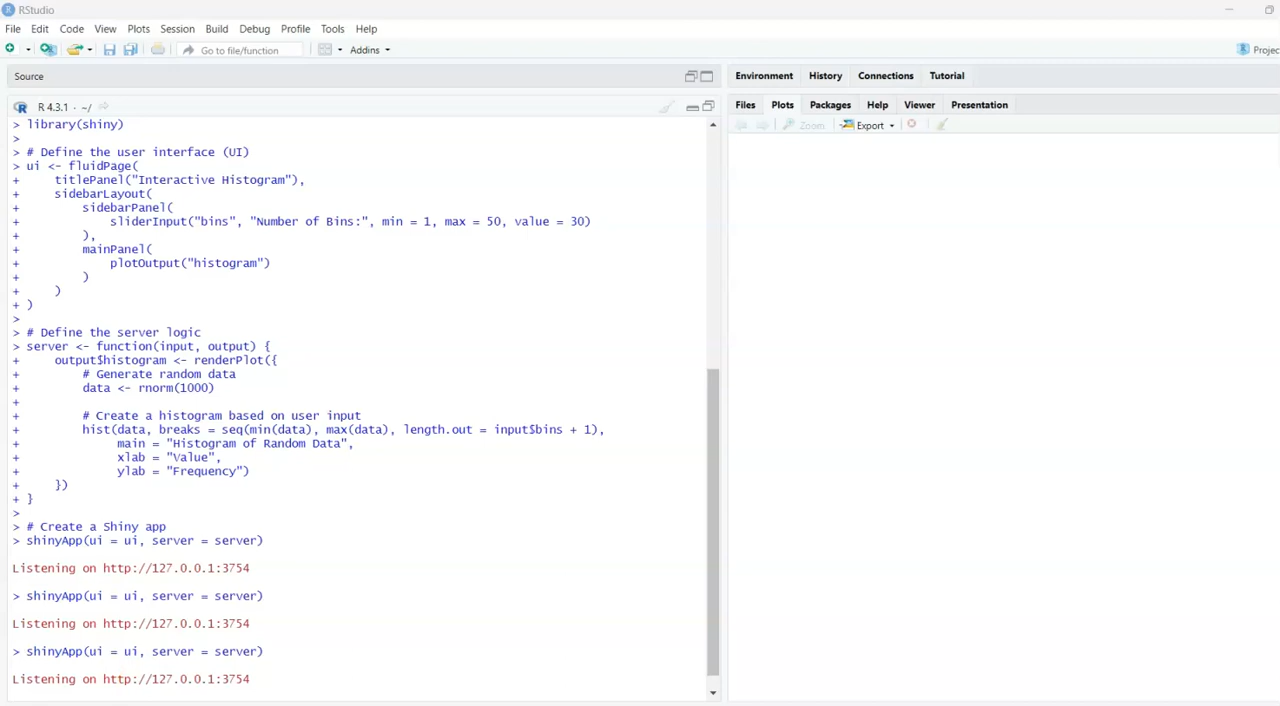 RStudio
File Edit Code View Plots Session Build Debug Profile Tools Help
Go to file/function Addins Projec
Source
Environment History Connections Tutorial
R 4.3.1 · ~/
Files Plots Packages Help Viewer Presentation
Zoom Export
> library(shiny)
>
> # Define the user interface (UI)
> ui <- fluidPage(
+     titlePanel("Interactive Histogram"),
+     sidebarLayout(
+         sidebarPanel(
+             sliderInput("bins", "Number of Bins:", min = 1, max = 50, value = 30)
+         ),
+         mainPanel(
+             plotOutput("histogram")
+         )
+     )
+ )
>
> # Define the server logic
> server <- function(input, output) {
+     output$histogram <- renderPlot({
+         # Generate random data
+         data <- rnorm(1000)
+
+         # Create a histogram based on user input
+         hist(data, breaks = seq(min(data), max(data), length.out = input$bins + 1),
+              main = "Histogram of Random Data",
+              xlab = "Value",
+              ylab = "Frequency")
+     })
+ }
>
> # Create a Shiny app
> shinyApp(ui = ui, server = server)
Listening on http://127.0.0.1:3754
> shinyApp(ui = ui, server = server)
Listening on http://127.0.0.1:3754
> shinyApp(ui = ui, server = server)
Listening on http://127.0.0.1:3754